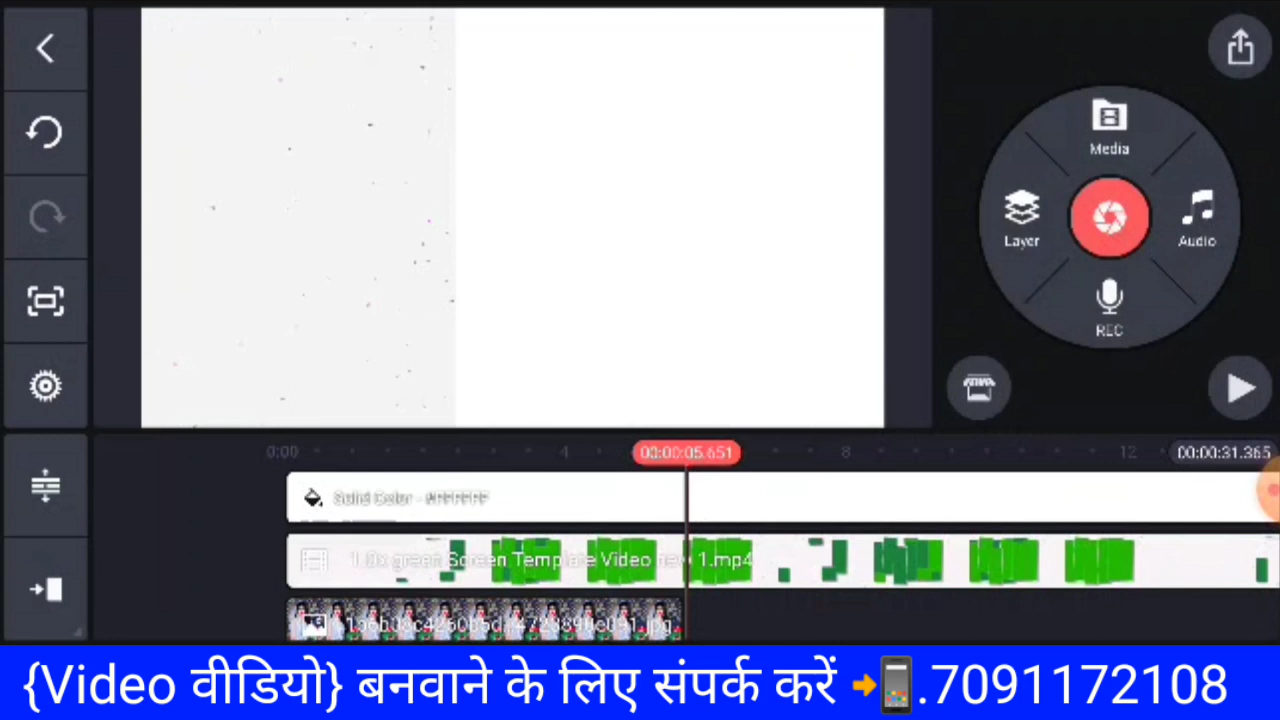 Media
Layer
Audio
REC
0:00
4
00:00:05.651
8
12
00:00:31.365
Solid Color - #FFFFFF
1.0x green Screen Template Video new 1.mp4
{Video वीडियो} बनवाने के लिए संपर्क करें ➜📱.7091172108